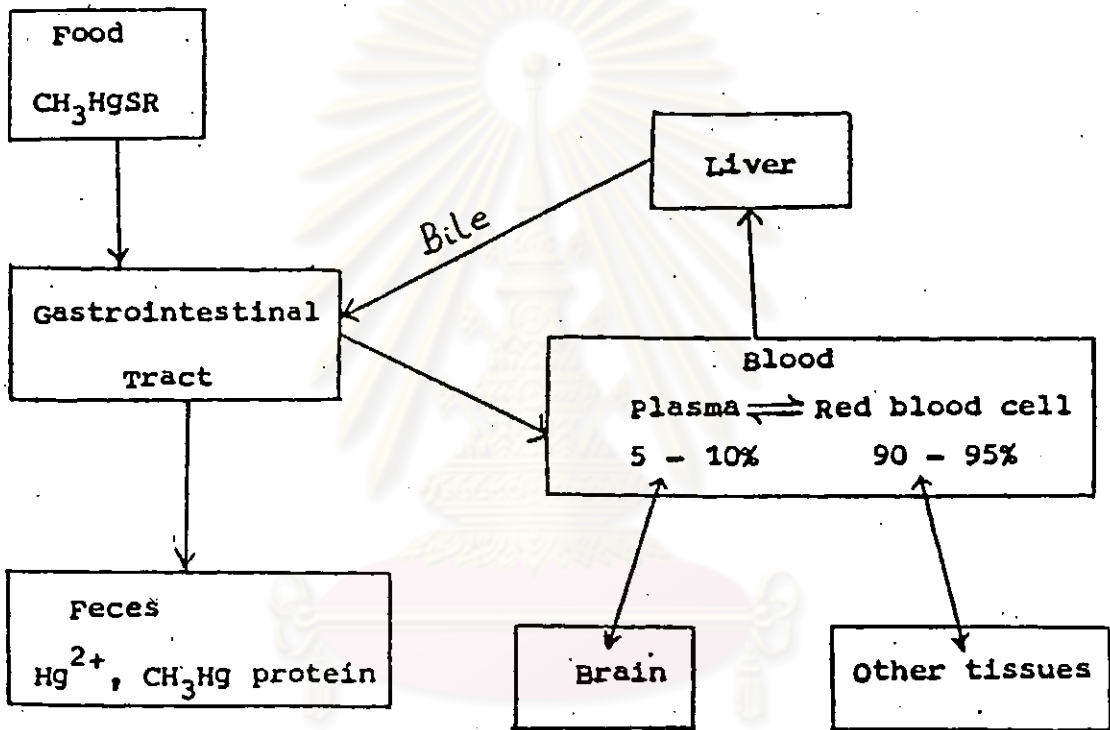 Food
CH₃HgSR
Liver
Bile
Gastrointestinal
Tract
Blood
Plasma ⇌ Red blood cell
5 - 10% 90 - 95%
Feces
Hg²⁺, CH₃Hg protein
Brain
Other tissues